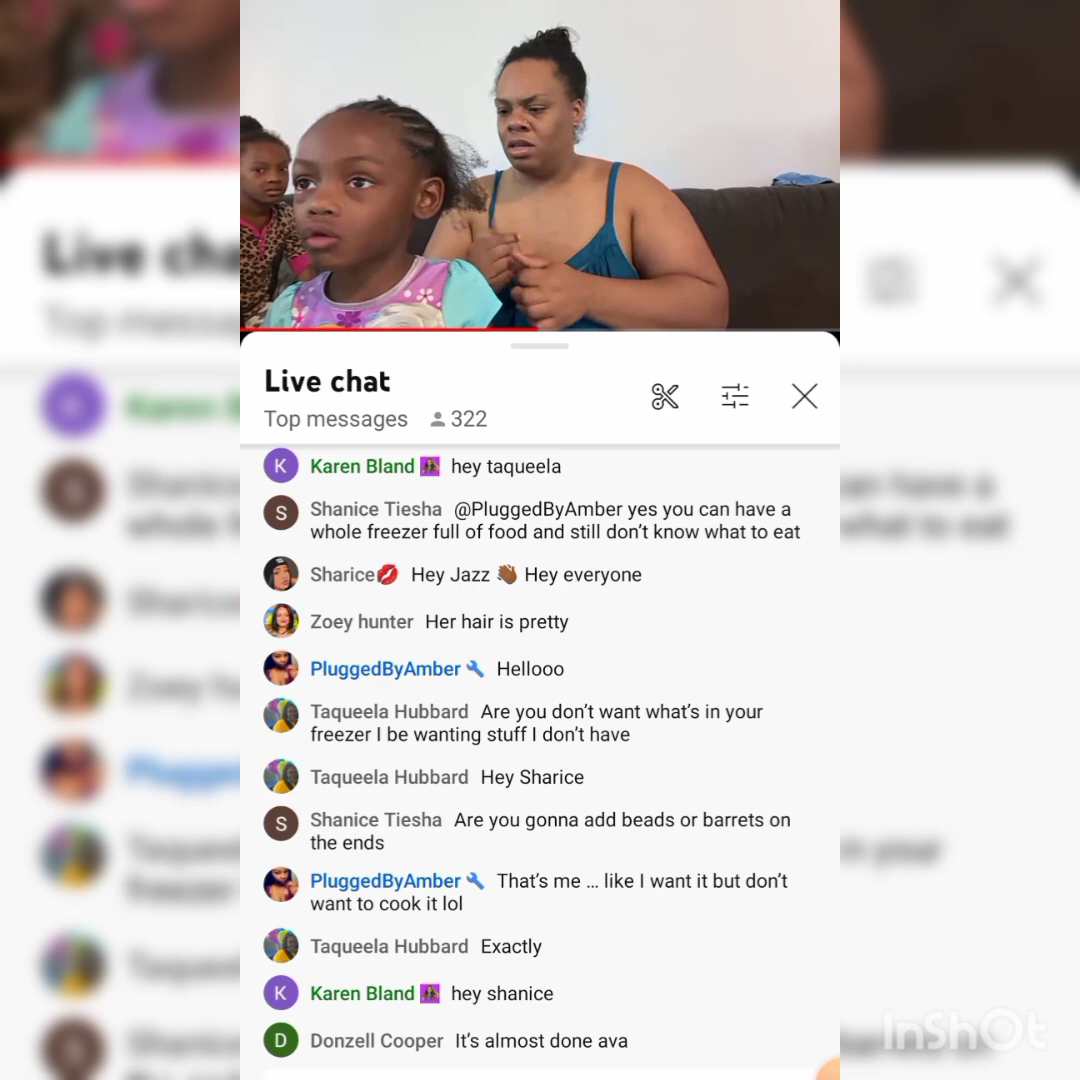 Live chat
Top messages 322
K Karen Bland hey taqueela
S Shanice Tiesha @PluggedByAmber yes you can have a
whole freezer full of food and still don't know what to eat
Sharice💋 Hey Jazz 👋🏾 Hey everyone
Zoey hunter Her hair is pretty
PluggedByAmber🔧 Hellooo
Taqueela Hubbard Are you don't want what's in your
freezer I be wanting stuff I don't have
Taqueela Hubbard Hey Sharice
S Shanice Tiesha Are you gonna add beads or barrets on
the ends
PluggedByAmber🔧 That's me … like I want it but don't
want to cook it lol
Taqueela Hubbard Exactly
K Karen Bland hey shanice
D Donzell Cooper It's almost done ava
InShOt